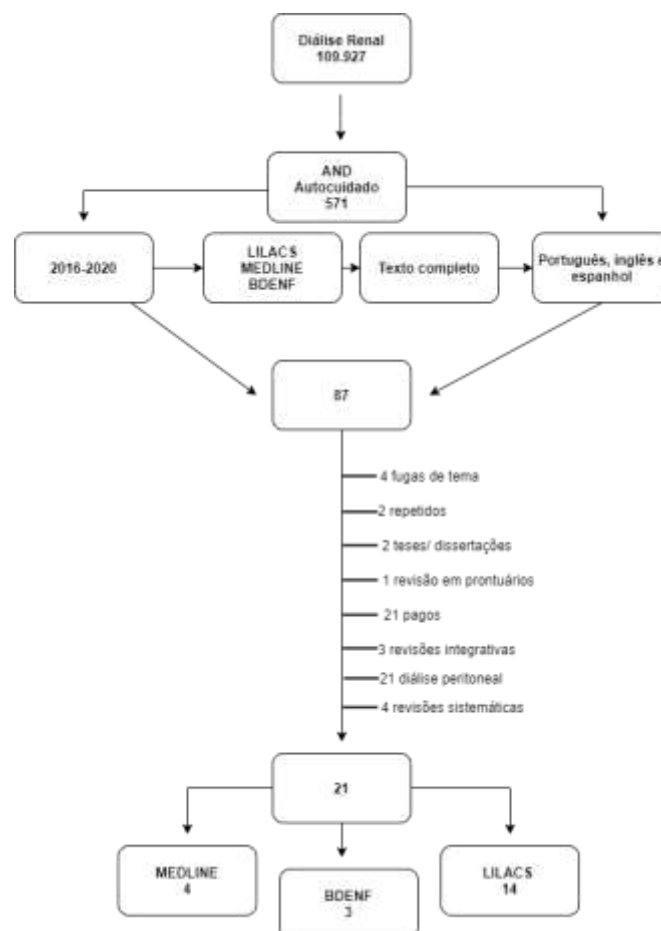 Diálise Renal
109.927
AND
Autocuidado
571
2016-2020
LILACS
MEDLINE
BDENF
Texto completo
Português, inglês e
espanhol
87
4 fugas de tema
2 repetidos
2 teses/ dissertações
1 revisão em prontuários
21 pagos
3 revisões integrativas
21 diálise peritoneal
4 revisões sistemáticas
21
MEDLINE
4
BDENF
3
LILACS
14